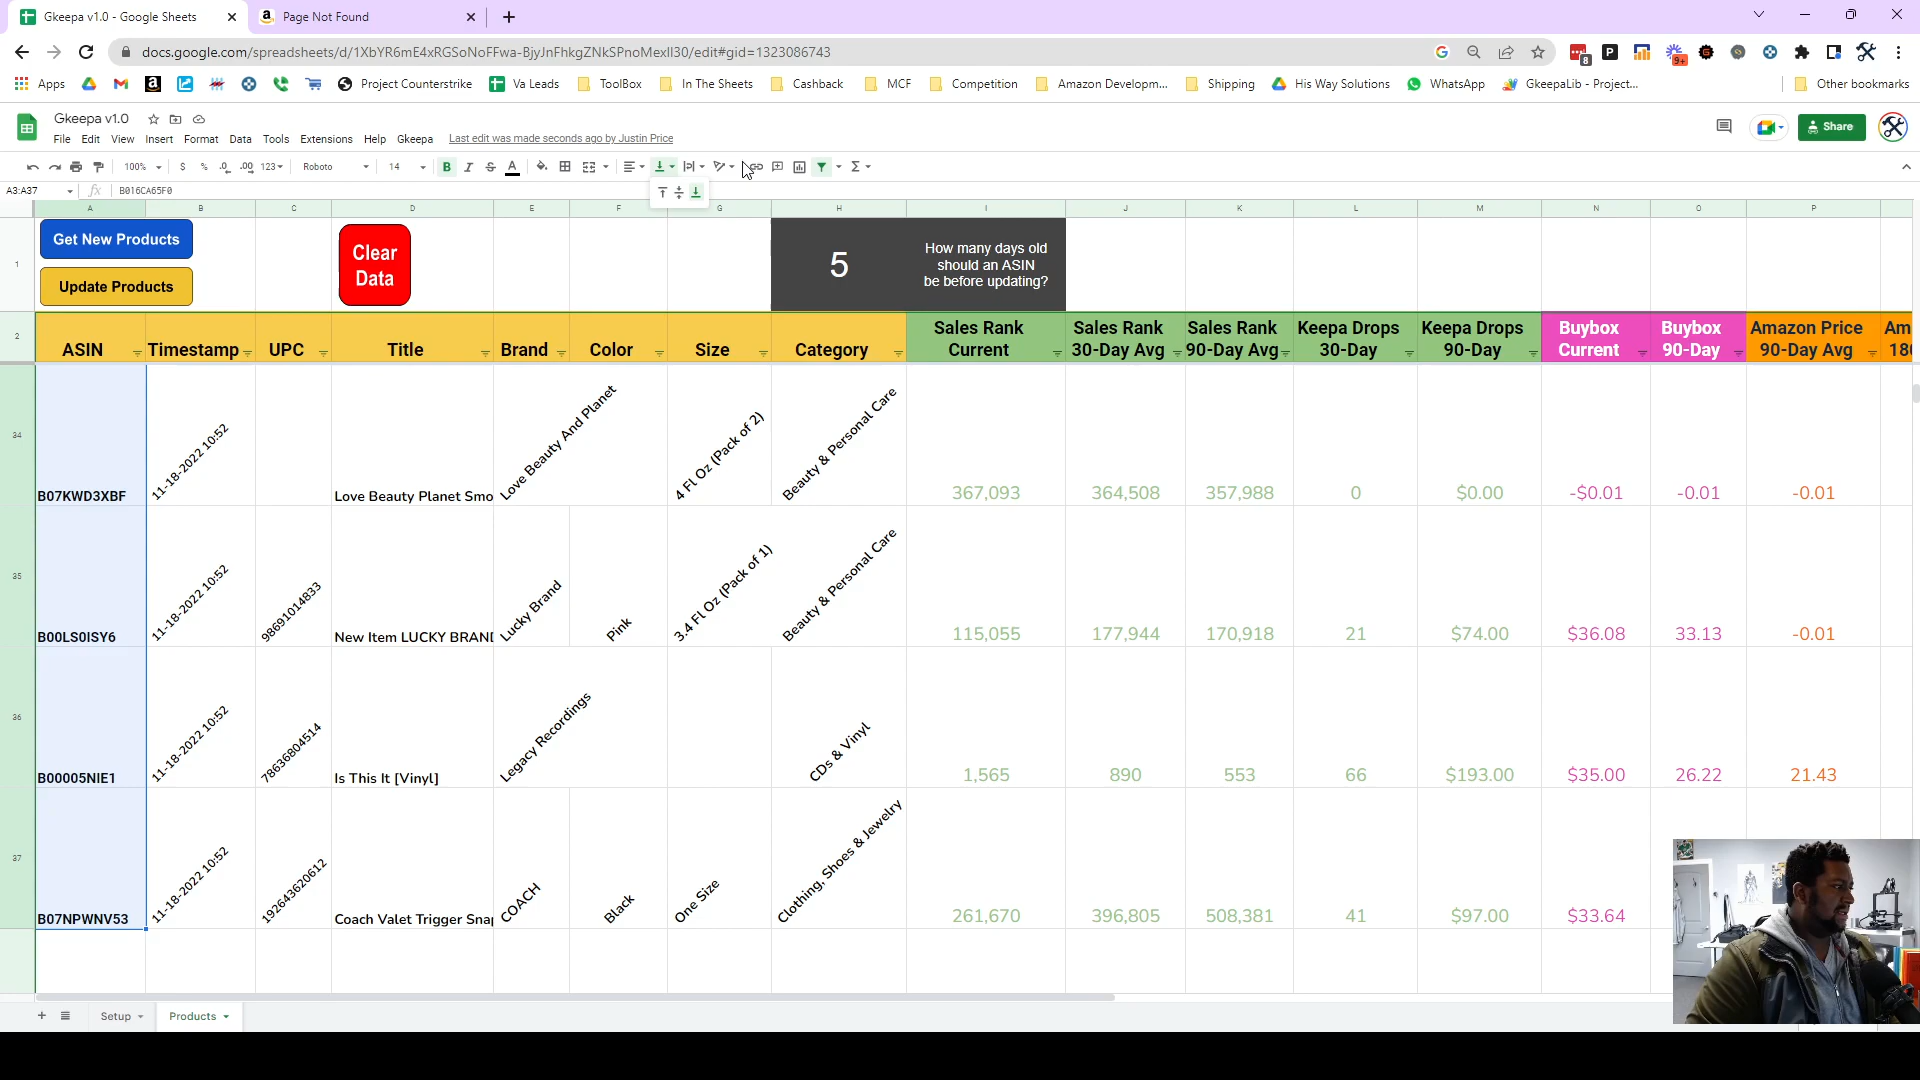 Gkeepa v1.0 - Google Sheets
Page Not Found
docs.google.com/spreadsheets/d/1XbYR6mE4xRGSoNoFFwa-BjyJnFhkgZNkSPnoMexII30/edit#gid=1323086743
Apps
Project Counterstrike
Va Leads
ToolBox
In The Sheets
Cashback
MCF
Competition
Amazon Developm...
Shipping
His Way Solutions
WhatsApp
GkeepaLib - Project...
Other bookmarks
Gkeepa v1.0
File Edit View Insert Format Data Tools Extensions Help Gkeepa Last edit was made seconds ago by Justin Price
Share
100% $ % .0 .00 123 Roboto 14 B I S A
A3:A37 fx B016CA65F0
A B C D E F G H I J K L M N O P
1
Get New Products
Update Products
Clear
Data
5
How many days old
should an ASIN
be before updating?
2
ASIN Timestamp UPC Title Brand Color Size Category
Sales Rank
Current
Sales Rank
30-Day Avg
Sales Rank
90-Day Avg
Keepa Drops
30-Day
Keepa Drops
90-Day
Buybox
Current
Buybox
90-Day
Amazon Price
90-Day Avg
Am
180
34 B07KWD3XBF 11-18-2022 10:52 Love Beauty Planet Smo Love Beauty And Planet 4 Fl Oz (Pack of 2) Beauty & Personal Care 367,093 364,508 357,988 0 $0.00 -$0.01 -0.01 -0.01
35 B00LS0ISY6 11-18-2022 10:52 98691014833 New Item LUCKY BRAND Lucky Brand Pink 3.4 Fl Oz (Pack of 1) Beauty & Personal Care 115,055 177,944 170,918 21 $74.00 $36.08 33.13 -0.01
36 B00005NIE1 11-18-2022 10:52 78636804514 Is This It [Vinyl] Legacy Recordings CDs & Vinyl 1,565 890 553 66 $193.00 $35.00 26.22 21.43
37 B07NPWNV53 11-18-2022 10:52 192643620612 Coach Valet Trigger Snap COACH Black One Size Clothing, Shoes & Jewelry 261,670 396,805 508,381 41 $97.00 $33.64
Setup
Products